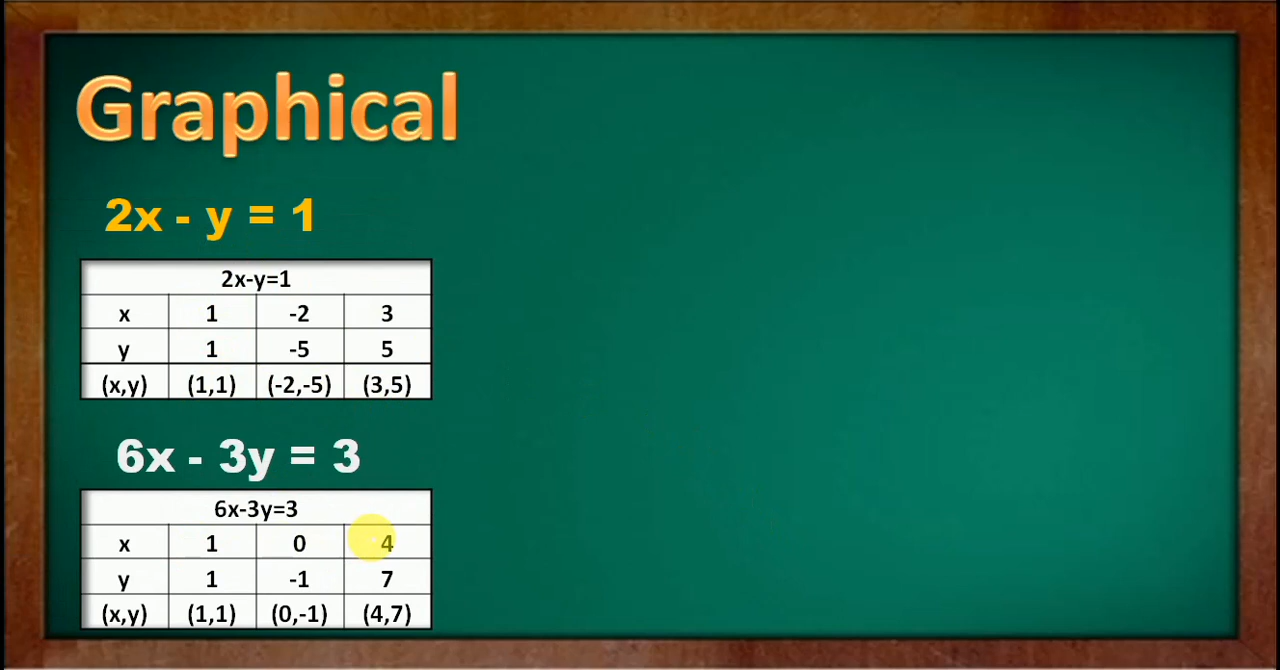 Graphical
2x - y = 1
2x-y=1
x 1 -2 3
y 1 -5 5
(x,y) (1,1) (-2,-5) (3,5)
6x - 3y = 3
6x-3y=3
x 1 0 4
y 1 -1 7
(x,y) (1,1) (0,-1) (4,7)